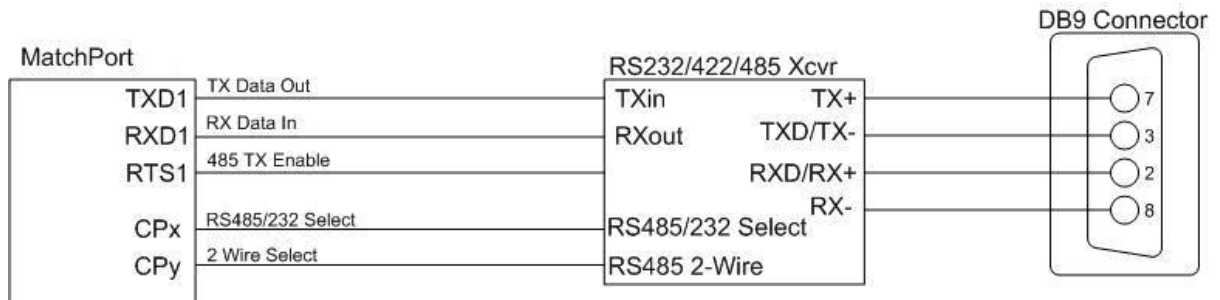 DB9 Connector
MatchPort
RS232/422/485 Xcvr
TXD1 TX Data Out TXin TX+ 7
RXD1 RX Data In RXout TXD/TX- 3
RTS1 485 TX Enable RXD/RX+ 2
RX- 8
CPx RS485/232 Select RS485/232 Select
CPy 2 Wire Select RS485 2-Wire